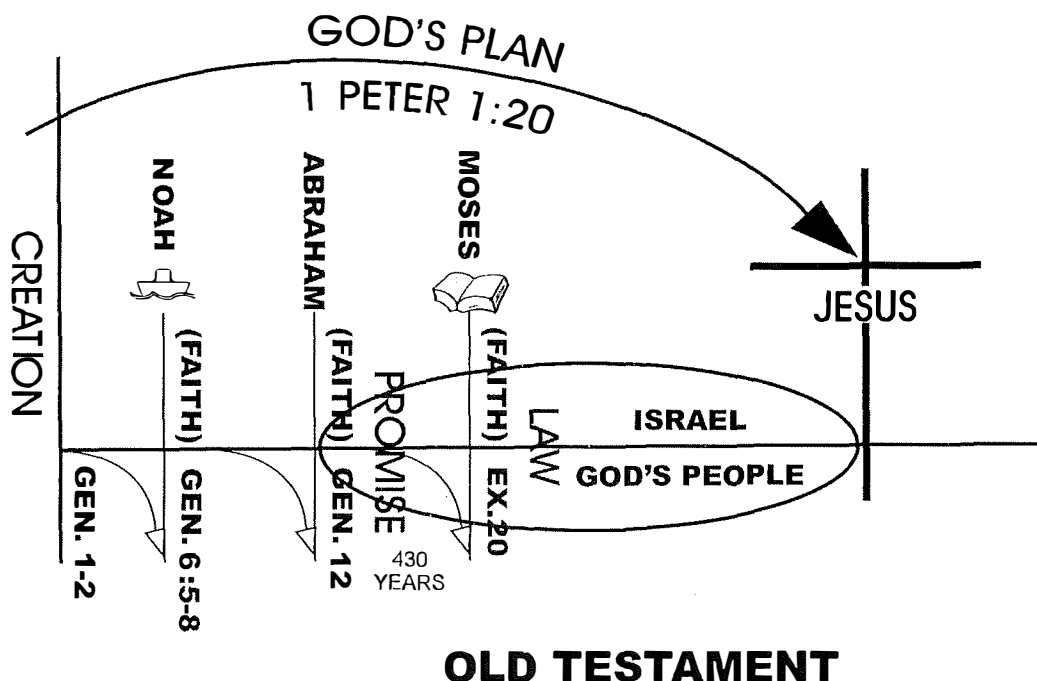 GOD'S PLAN
1 PETER 1:20
CREATION
GEN. 1-2
NOAH
(FAITH) GEN. 6:5-8
ABRAHAM
(FAITH) GEN. 12
PROMISE
430
YEARS
MOSES
(FAITH) EX.20
LAW
ISRAEL
GOD'S PEOPLE
JESUS
OLD TESTAMENT